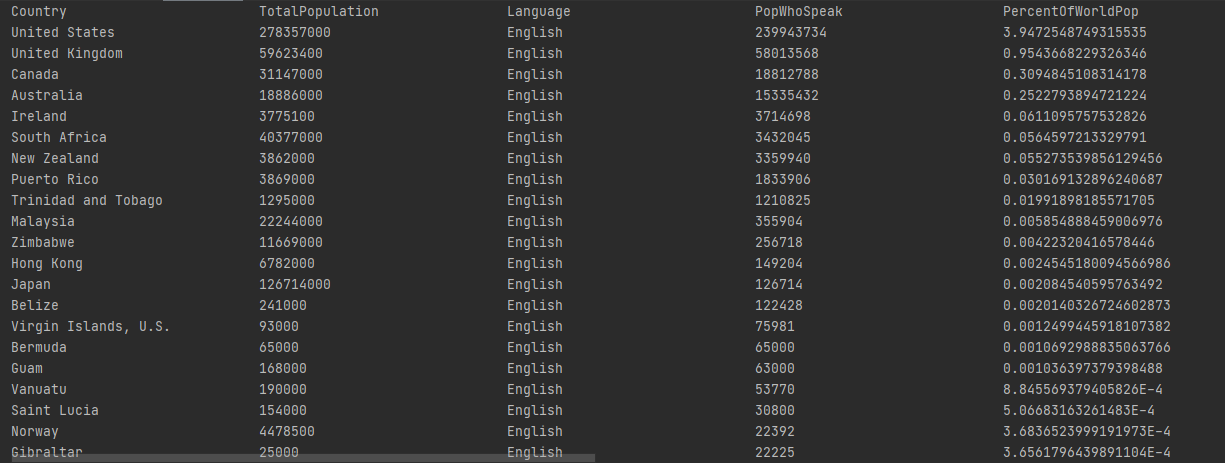 Country TotalPopulation Language PopWhoSpeak PercentOfWorldPop
United States 278357000 English 239943734 3.9472548749315535
United Kingdom 59623400 English 58013568 0.9543668229326346
Canada 31147000 English 18812788 0.3094845108314178
Australia 18886000 English 15335432 0.2522793894721224
Ireland 3775100 English 3714698 0.0611095757532826
South Africa 40377000 English 3432045 0.0564597213329791
New Zealand 3862000 English 3359940 0.055273539856129456
Puerto Rico 3869000 English 1833906 0.030169132896240687
Trinidad and Tobago 1295000 English 1210825 0.01991898185571705
Malaysia 22244000 English 355904 0.005854888459006976
Zimbabwe 11669000 English 256718 0.00422320416578446
Hong Kong 6782000 English 149204 0.0024545180094566986
Japan 126714000 English 126714 0.002084540595763492
Belize 241000 English 122428 0.0020140326724602873
Virgin Islands, U.S. 93000 English 75981 0.0012499445918107382
Bermuda 65000 English 65000 0.0010692988835063766
Guam 168000 English 63000 0.001036397379398488
Vanuatu 190000 English 53770 8.845569379405826E-4
Saint Lucia 154000 English 30800 5.06683163261483E-4
Norway 4478500 English 22392 3.6836523999191973E-4
Gibraltar 25000 English 22225 3.6561796439891104E-4